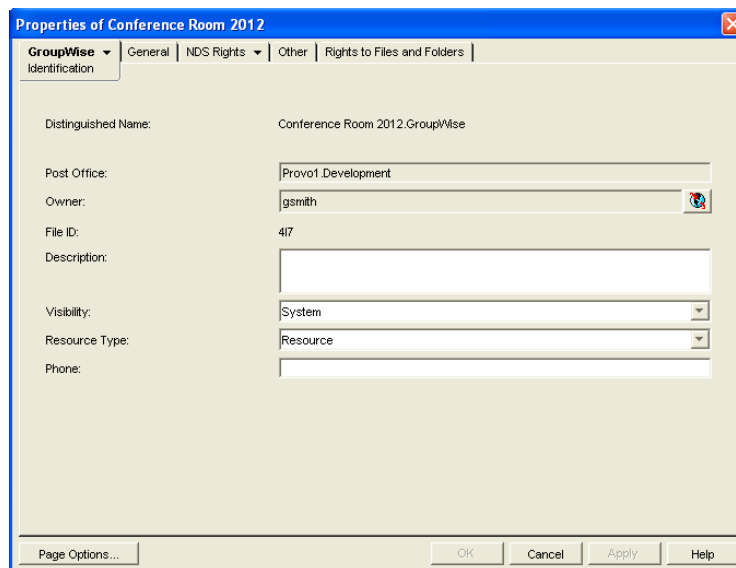 Properties of Conference Room 2012
GroupWise General NDS Rights Other Rights to Files and Folders
Identification
Distinguished Name: Conference Room 2012.GroupWise
Post Office: Provo1.Development
Owner: gsmith
File ID: 4I7
Description:
Visibility: System
Resource Type: Resource
Phone:
Page Options... OK Cancel Apply Help